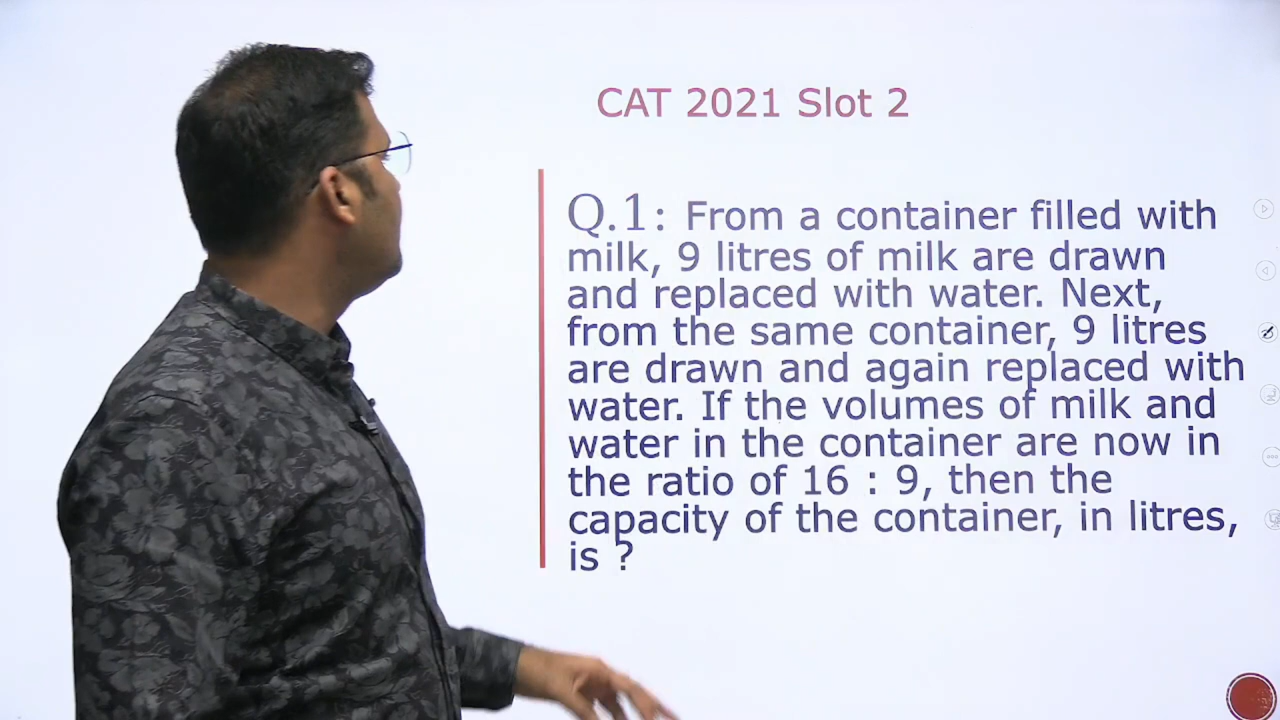 CAT 2021 Slot 2
Q.1: From a container filled with
milk, 9 litres of milk are drawn
and replaced with water. Next,
from the same container, 9 litres
are drawn and again replaced with
water. If the volumes of milk and
water in the container are now in
the ratio of 16 : 9, then the
capacity of the container, in litres,
is ?